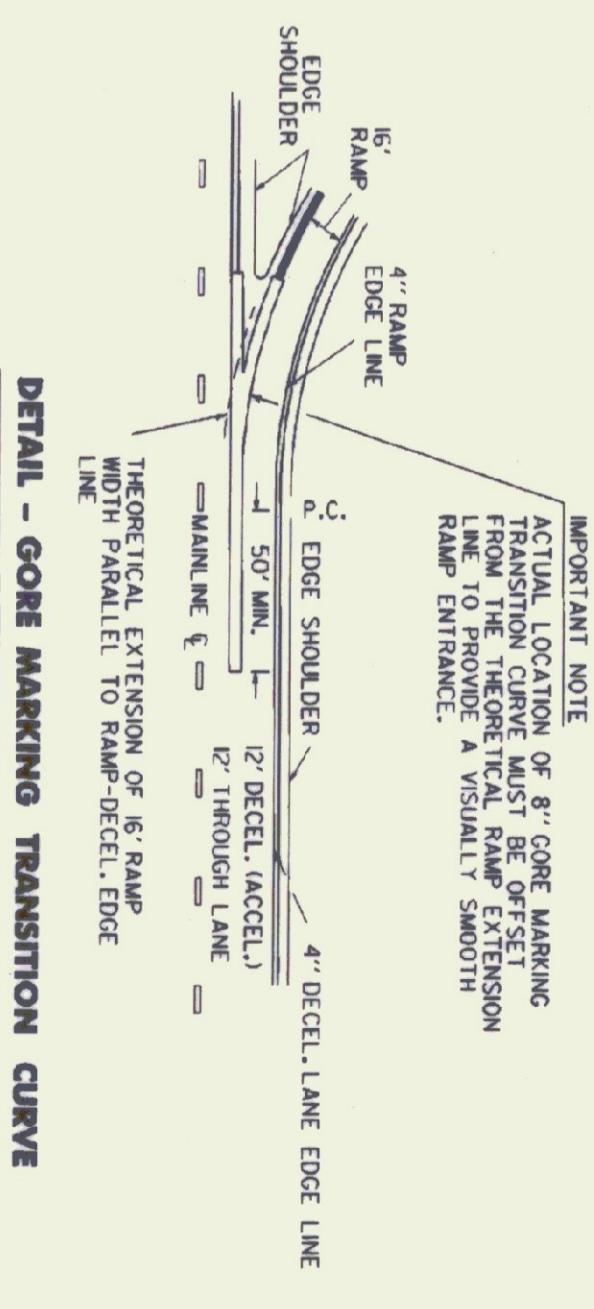 IMPORTANT NOTE
ACTUAL LOCATION OF 8" GORE MARKING
TRANSITION CURVE MUST BE OFFSET
FROM THE THEORETICAL RAMP EXTENSION
LINE TO PROVIDE A VISUALLY SMOOTH
RAMP ENTRANCE.
16'
RAMP
EDGE
SHOULDER
4" RAMP
EDGE LINE
P.C.
EDGE SHOULDER
4" DECEL. LANE EDGE LINE
50' MIN.
12' DECEL. (ACCEL.)
12' THROUGH LANE
MAINLINE ℄
THEORETICAL EXTENSION OF 16' RAMP
WIDTH PARALLEL TO RAMP-DECEL. EDGE
LINE
DETAIL - GORE MARKING TRANSITION CURVE